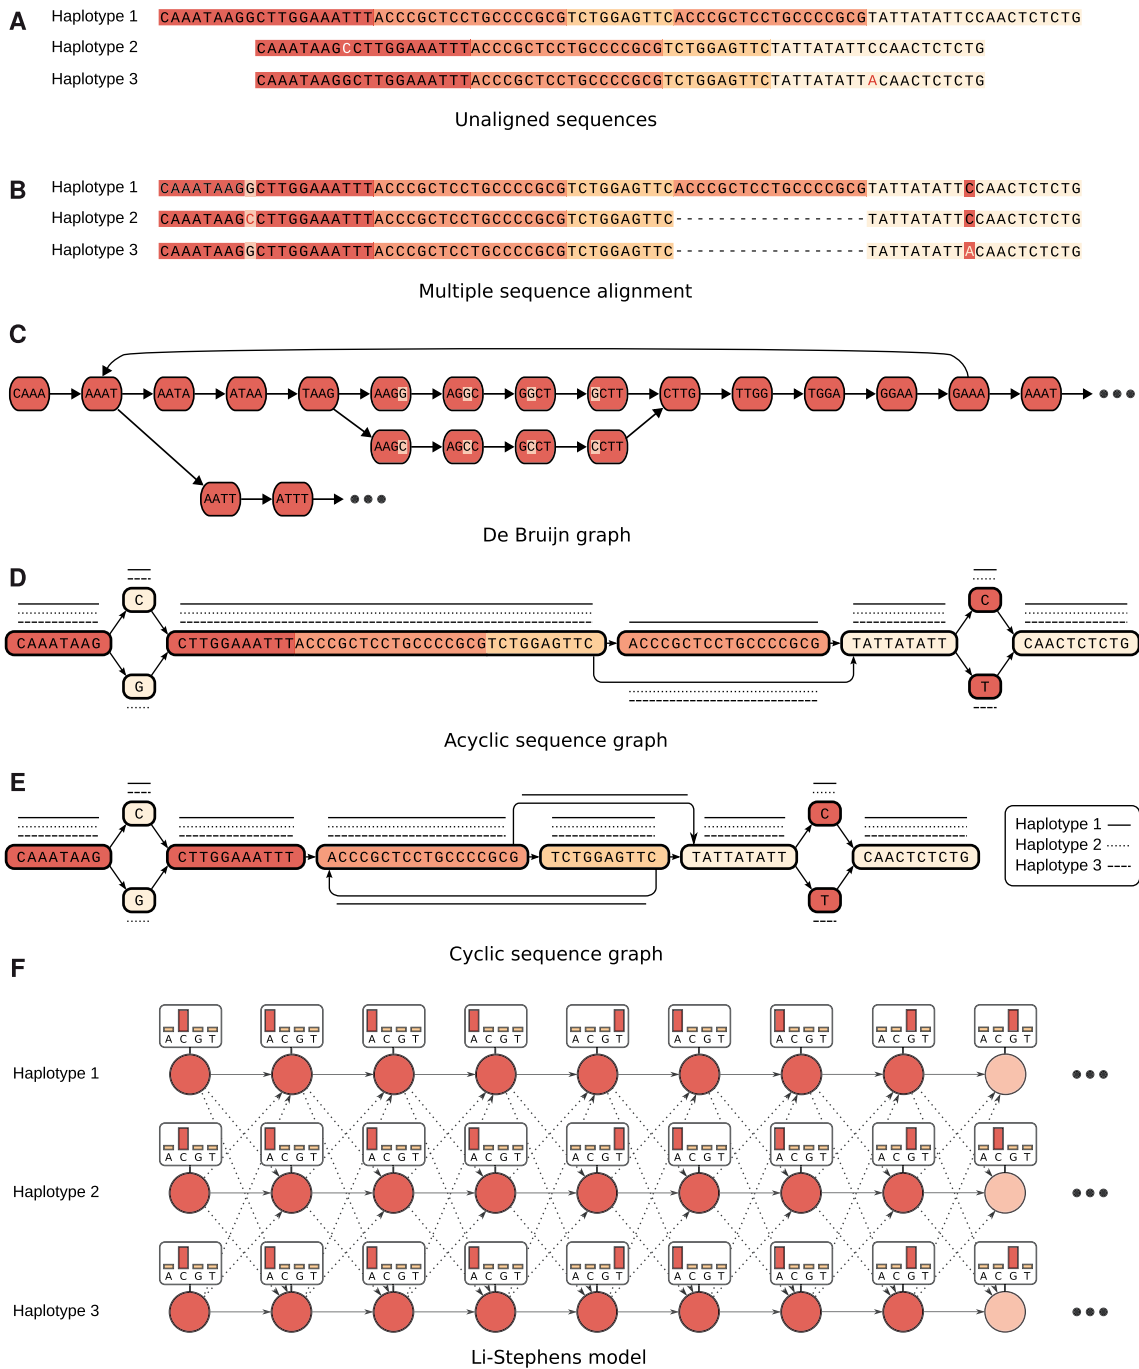 A
Haplotype 1 CAAATAAGGCTTGGAAATTTACCCGCTCCTGCCCCGCGTCTGGAGTTCACCCGCTCCTGCCCCGCGTATTATATTCCAACTCTCTG
Haplotype 2 CAAATAAGCCTTGGAAATTTACCCGCTCCTGCCCCGCGTCTGGAGTTCTATTATATTCCAACTCTCTG
Haplotype 3 CAAATAAGGCTTGGAAATTTACCCGCTCCTGCCCCGCGTCTGGAGTTCTATTATATTACAACTCTCTG
Unaligned sequences
B
Haplotype 1 CAAATAAGGCTTGGAAATTTACCCGCTCCTGCCCCGCGTCTGGAGTTCACCCGCTCCTGCCCCGCGTATTATATTCCAACTCTCTG
Haplotype 2 CAAATAAGCCTTGGAAATTTACCCGCTCCTGCCCCGCGTCTGGAGTTC------------------TATTATATTCCAACTCTCTG
Haplotype 3 CAAATAAGGCTTGGAAATTTACCCGCTCCTGCCCCGCGTCTGGAGTTC------------------TATTATATTACAACTCTCTG
Multiple sequence alignment
C
CAAA AAAT AATA ATAA TAAG AAGG AGGC GGCT GCTT CTTG TTGG TGGA GGAA GAAA AAAT
AAGC AGCC GCCT CCTT
AATT ATTT
De Bruijn graph
D
C C
CAAATAAG CTTGGAAATTTACCCGCTCCTGCCCCGCGTCTGGAGTTC ACCCGCTCCTGCCCCGCG TATTATATT CAACTCTCTG
G T
Acyclic sequence graph
E
C C
CAAATAAG CTTGGAAATTT ACCCGCTCCTGCCCCGCG TCTGGAGTTC TATTATATT CAACTCTCTG
G T
Haplotype 1
Haplotype 2
Haplotype 3
Cyclic sequence graph
F
A C G T A C G T A C G T A C G T A C G T A C G T A C G T A C G T A C G T
Haplotype 1
A C G T A C G T A C G T A C G T A C G T A C G T A C G T A C G T A C G T
Haplotype 2
A C G T A C G T A C G T A C G T A C G T A C G T A C G T A C G T A C G T
Haplotype 3
Li-Stephens model